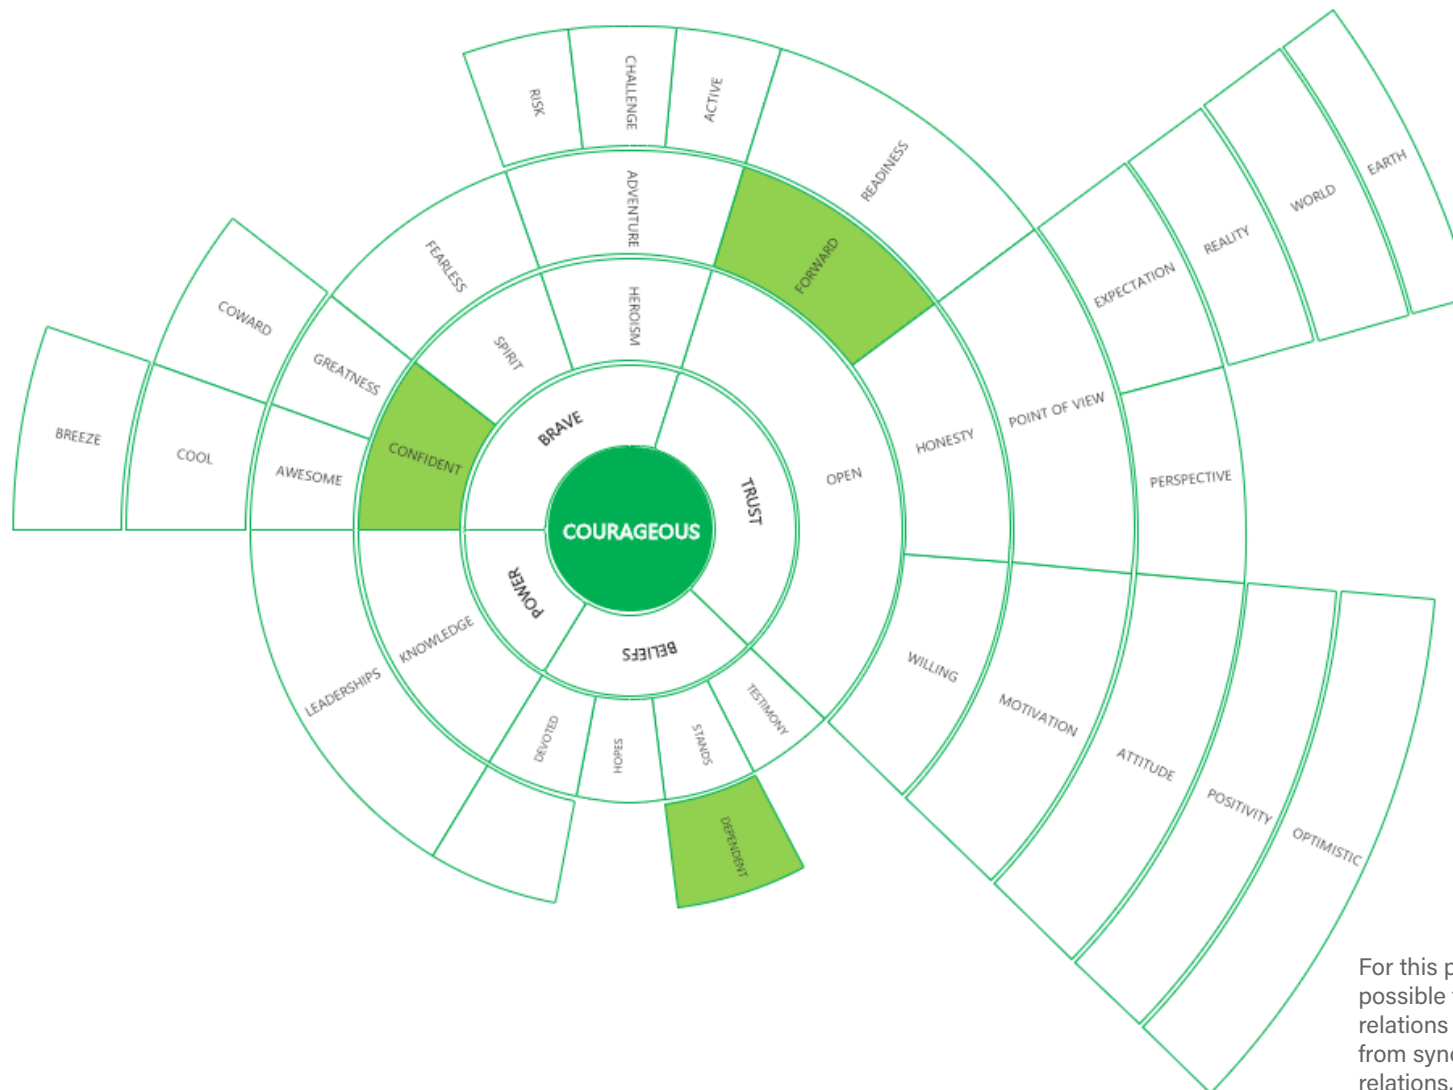 RISK
CHALLENGE
ACTIVE
READINESS
EARTH
WORLD
REALITY
EXPECTATION
ADVENTURE
FEARLESS
FORWARD
HEROISM
SPIRIT
COWARD
GREATNESS
BREEZE
COOL
AWESOME
CONFIDENT
BRAVE
TRUST
OPEN
HONESTY
POINT OF VIEW
PERSPECTIVE
COURAGEOUS
POWER
KNOWLEDGE
LEADERSHIPS
BELIEFS
DEVOTED
HOPES
STANDS
TESTIMONY
DEPENDENT
WILLING
MOTIVATION
ATTITUDE
POSITIVITY
OPTIMISTIC
For this p
possible
relations
from syno
relations.